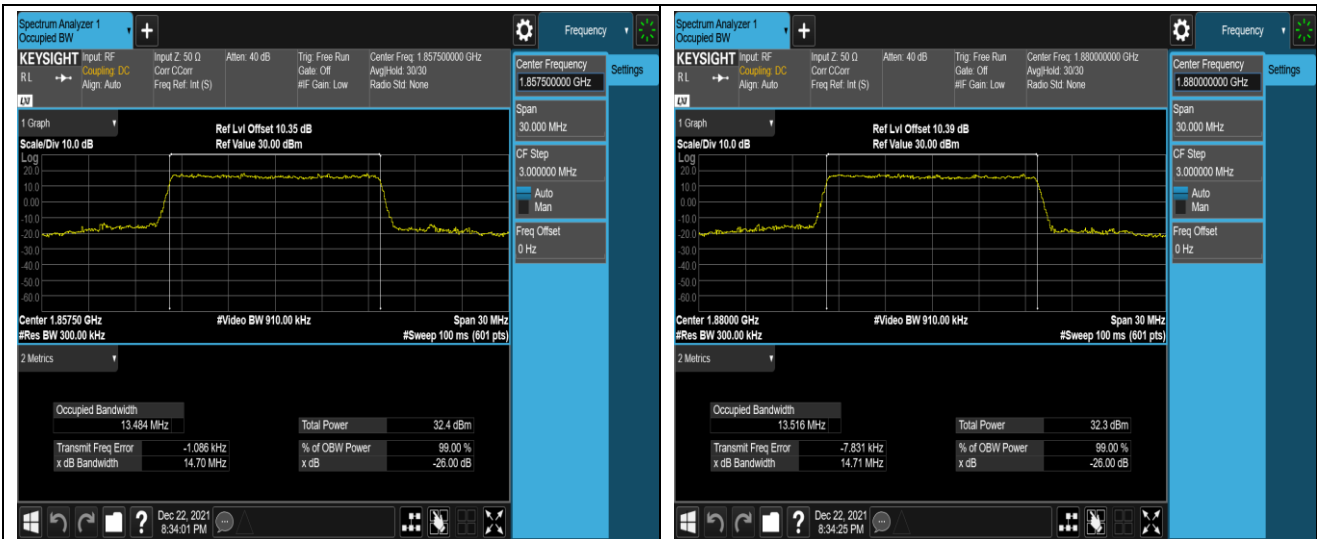 Spectrum Analyzer 1
Occupied BW
Frequency
KEYSIGHT Input: RF Input Z: 50 Ω Atten: 40 dB Trig: Free Run Center Freq: 1.857500000 GHz
R L Coupling: DC Corr CCorr Gate: Off Avg|Hold: 30/30
Align: Auto Freq Ref: Int (S) #IF Gain: Low Radio Std: None
LXI
Center Frequency
1.857500000 GHz
Settings
Span
30.000 MHz
CF Step
3.000000 MHz
Auto
Man
Freq Offset
0 Hz
1 Graph
Ref Lvl Offset 10.35 dB
Scale/Div 10.0 dB Ref Value 30.00 dBm
Log
20.0
10.0
0.00
-10.0
-20.0
-30.0
-40.0
-50.0
-60.0
Center 1.85750 GHz #Video BW 910.00 kHz Span 30 MHz
#Res BW 300.00 kHz #Sweep 100 ms (601 pts)
2 Metrics
Occupied Bandwidth
13.484 MHz Total Power 32.4 dBm
Transmit Freq Error -1.086 kHz % of OBW Power 99.00 %
x dB Bandwidth 14.70 MHz x dB -26.00 dB
? Dec 22, 2021
8:34:01 PM
Spectrum Analyzer 1
Occupied BW
Frequency
KEYSIGHT Input: RF Input Z: 50 Ω Atten: 40 dB Trig: Free Run Center Freq: 1.880000000 GHz
R L Coupling: DC Corr CCorr Gate: Off Avg|Hold: 30/30
Align: Auto Freq Ref: Int (S) #IF Gain: Low Radio Std: None
LXI
Center Frequency
1.880000000 GHz
Settings
Span
30.000 MHz
CF Step
3.000000 MHz
Auto
Man
Freq Offset
0 Hz
1 Graph
Ref Lvl Offset 10.39 dB
Scale/Div 10.0 dB Ref Value 30.00 dBm
Log
20.0
10.0
0.00
-10.0
-20.0
-30.0
-40.0
-50.0
-60.0
Center 1.88000 GHz #Video BW 910.00 kHz Span 30 MHz
#Res BW 300.00 kHz #Sweep 100 ms (601 pts)
2 Metrics
Occupied Bandwidth
13.516 MHz Total Power 32.3 dBm
Transmit Freq Error -7.831 kHz % of OBW Power 99.00 %
x dB Bandwidth 14.71 MHz x dB -26.00 dB
? Dec 22, 2021
8:34:25 PM